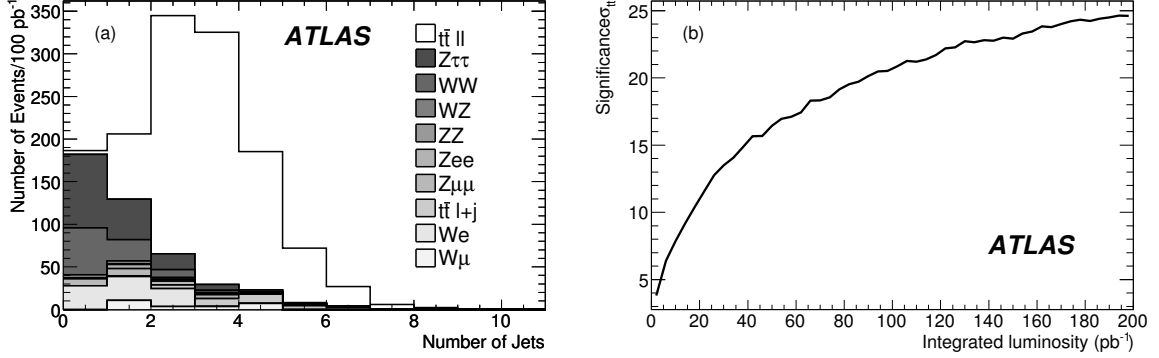 Number of Events/100 pb⁻¹
350
300
250
200
150
100
50
0
(a)
ATLAS
tt̄ ll
Zττ
WW
WZ
ZZ
Zee
Zμμ
tt̄ l+j
We
Wμ
0 2 4 6 8 10
Number of Jets
Significanceσtt
25
20
15
10
5
(b)
ATLAS
0 20 40 60 80 100 120 140 160 180 200
Integrated luminosity (pb⁻¹)